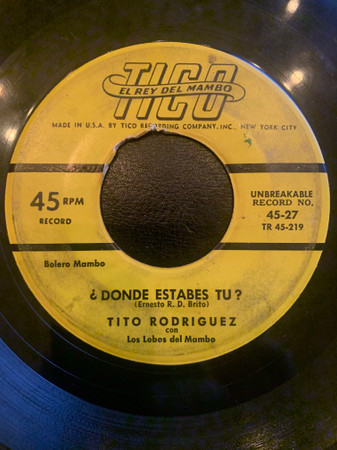 TICO
EL REY DEL MAMBO
MADE IN U.S.A. BY TICO RECORDING COMPANY, INC., NEW YORK CITY
45 RPM
RECORD
UNBREAKABLE
RECORD NO.
45-27
TR 45-219
Bolero Mambo
¿DONDE ESTABES TU?
(Ernesto R. D. Brito)
TITO RODRIGUEZ
con
Los Lobos del Mambo